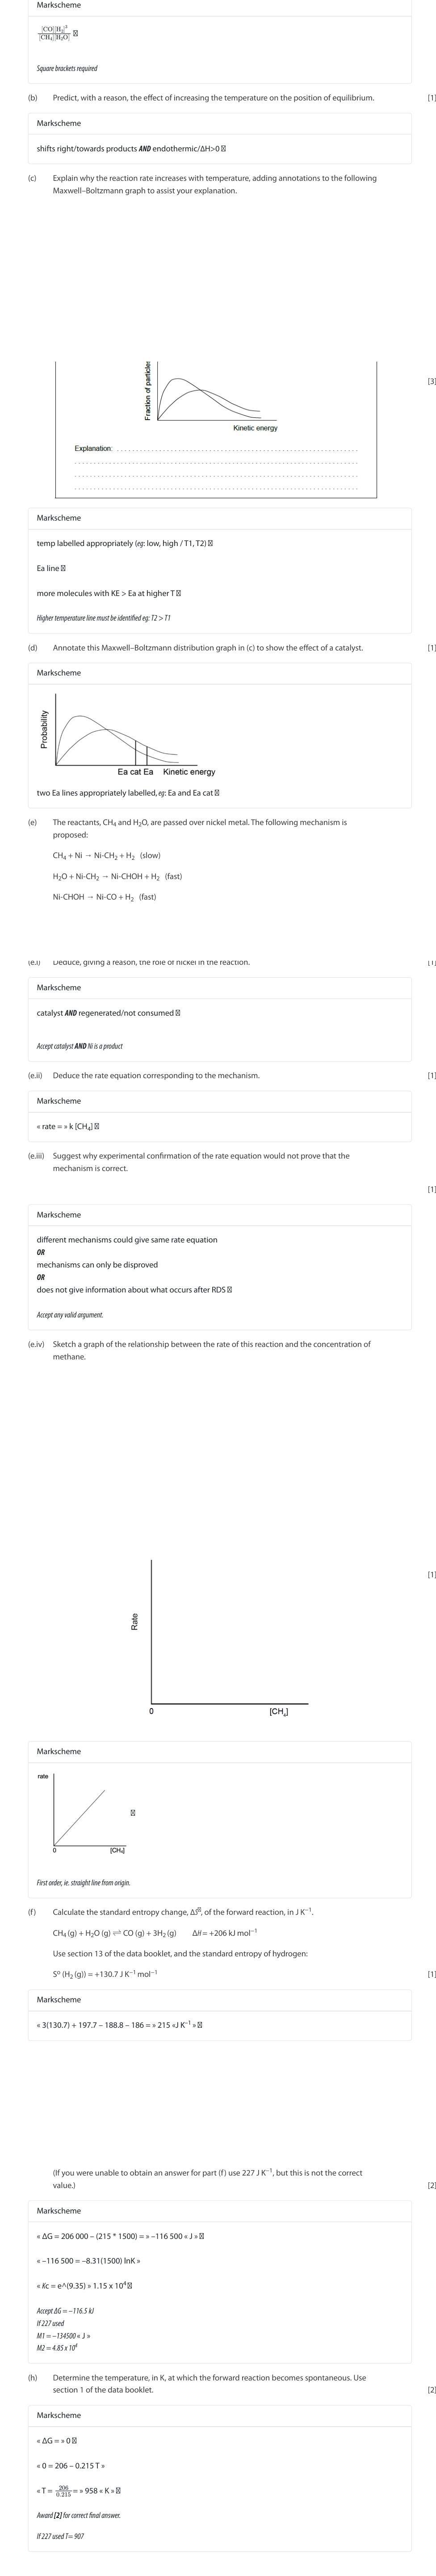 Markscheme
[CO][H₂]³
[CH₄][H₂O]
Square brackets required
(b) Predict, with a reason, the effect of increasing the temperature on the position of equilibrium. [1]
Markscheme
shifts right/towards products AND endothermic/ΔH>0
(c) Explain why the reaction rate increases with temperature, adding annotations to the following
Maxwell–Boltzmann graph to assist your explanation.
[3]
Fraction of particles
Kinetic energy
Explanation:
Markscheme
temp labelled appropriately (eg: low, high / T1, T2)
Ea line
more molecules with KE > Ea at higher T
Higher temperature line must be identified eg: T2 > T1
(d) Annotate this Maxwell–Boltzmann distribution graph in (c) to show the effect of a catalyst. [1]
Markscheme
Probability
Ea cat Ea Kinetic energy
two Ea lines appropriately labelled, eg: Ea and Ea cat
(e) The reactants, CH₄ and H₂O, are passed over nickel metal. The following mechanism is
proposed:
CH₄ + Ni → Ni-CH₂ + H₂ (slow)
H₂O + Ni-CH₂ → Ni-CHOH + H₂ (fast)
Ni-CHOH → Ni-CO + H₂ (fast)
(e.i) Deduce, giving a reason, the role of nickel in the reaction. [1]
Markscheme
catalyst AND regenerated/not consumed
Accept catalyst AND Ni is a product
(e.ii) Deduce the rate equation corresponding to the mechanism. [1]
Markscheme
« rate = » k [CH₄]
(e.iii) Suggest why experimental confirmation of the rate equation would not prove that the
mechanism is correct.
[1]
Markscheme
different mechanisms could give same rate equation
OR
mechanisms can only be disproved
OR
does not give information about what occurs after RDS
Accept any valid argument.
(e.iv) Sketch a graph of the relationship between the rate of this reaction and the concentration of
methane.
[1]
Rate
0 [CH₄]
Markscheme
rate
0 [CH₄]
First order, ie. straight line from origin.
(f) Calculate the standard entropy change, ΔS, of the forward reaction, in J K⁻¹.
CH₄ (g) + H₂O (g) ⇌ CO (g) + 3H₂ (g) ΔH = +206 kJ mol⁻¹
Use section 13 of the data booklet, and the standard entropy of hydrogen:
S⁰ (H₂ (g)) = +130.7 J K⁻¹ mol⁻¹ [1]
Markscheme
« 3(130.7) + 197.7 – 188.8 – 186 = » 215 «J K⁻¹ »
(If you were unable to obtain an answer for part (f) use 227 J K⁻¹, but this is not the correct
value.) [2]
Markscheme
« ΔG = 206 000 – (215 * 1500) = » –116 500 « J »
« –116 500 = –8.31(1500) lnK »
« Kc = e^(9.35) » 1.15 x 10⁴
Accept ΔG = –116.5 kJ
If 227 used
M1 = –134500 « J »
M2 = 4.85 x 10⁴
(h) Determine the temperature, in K, at which the forward reaction becomes spontaneous. Use
section 1 of the data booklet. [2]
Markscheme
« ΔG = » 0
« 0 = 206 – 0.215 T »
« T = 206/0.215 = » 958 « K »
Award [2] for correct final answer.
If 227 used T= 907